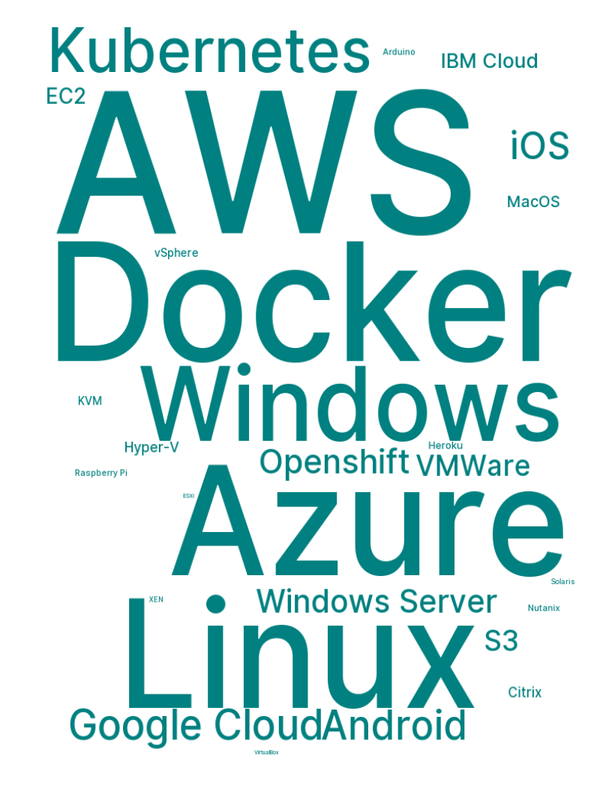 Kubernetes
Arduino
IBM Cloud
EC2
AWS
iOS
MacOS
vSphere
Docker
Windows
KVM
Hyper-V
Heroku
Openshift
VMWare
Raspberry Pi
Azure
ESXi
Solaris
XEN
Windows Server
Nutanix
Linux
S3
Citrix
Google Cloud
Android
VirtualBox